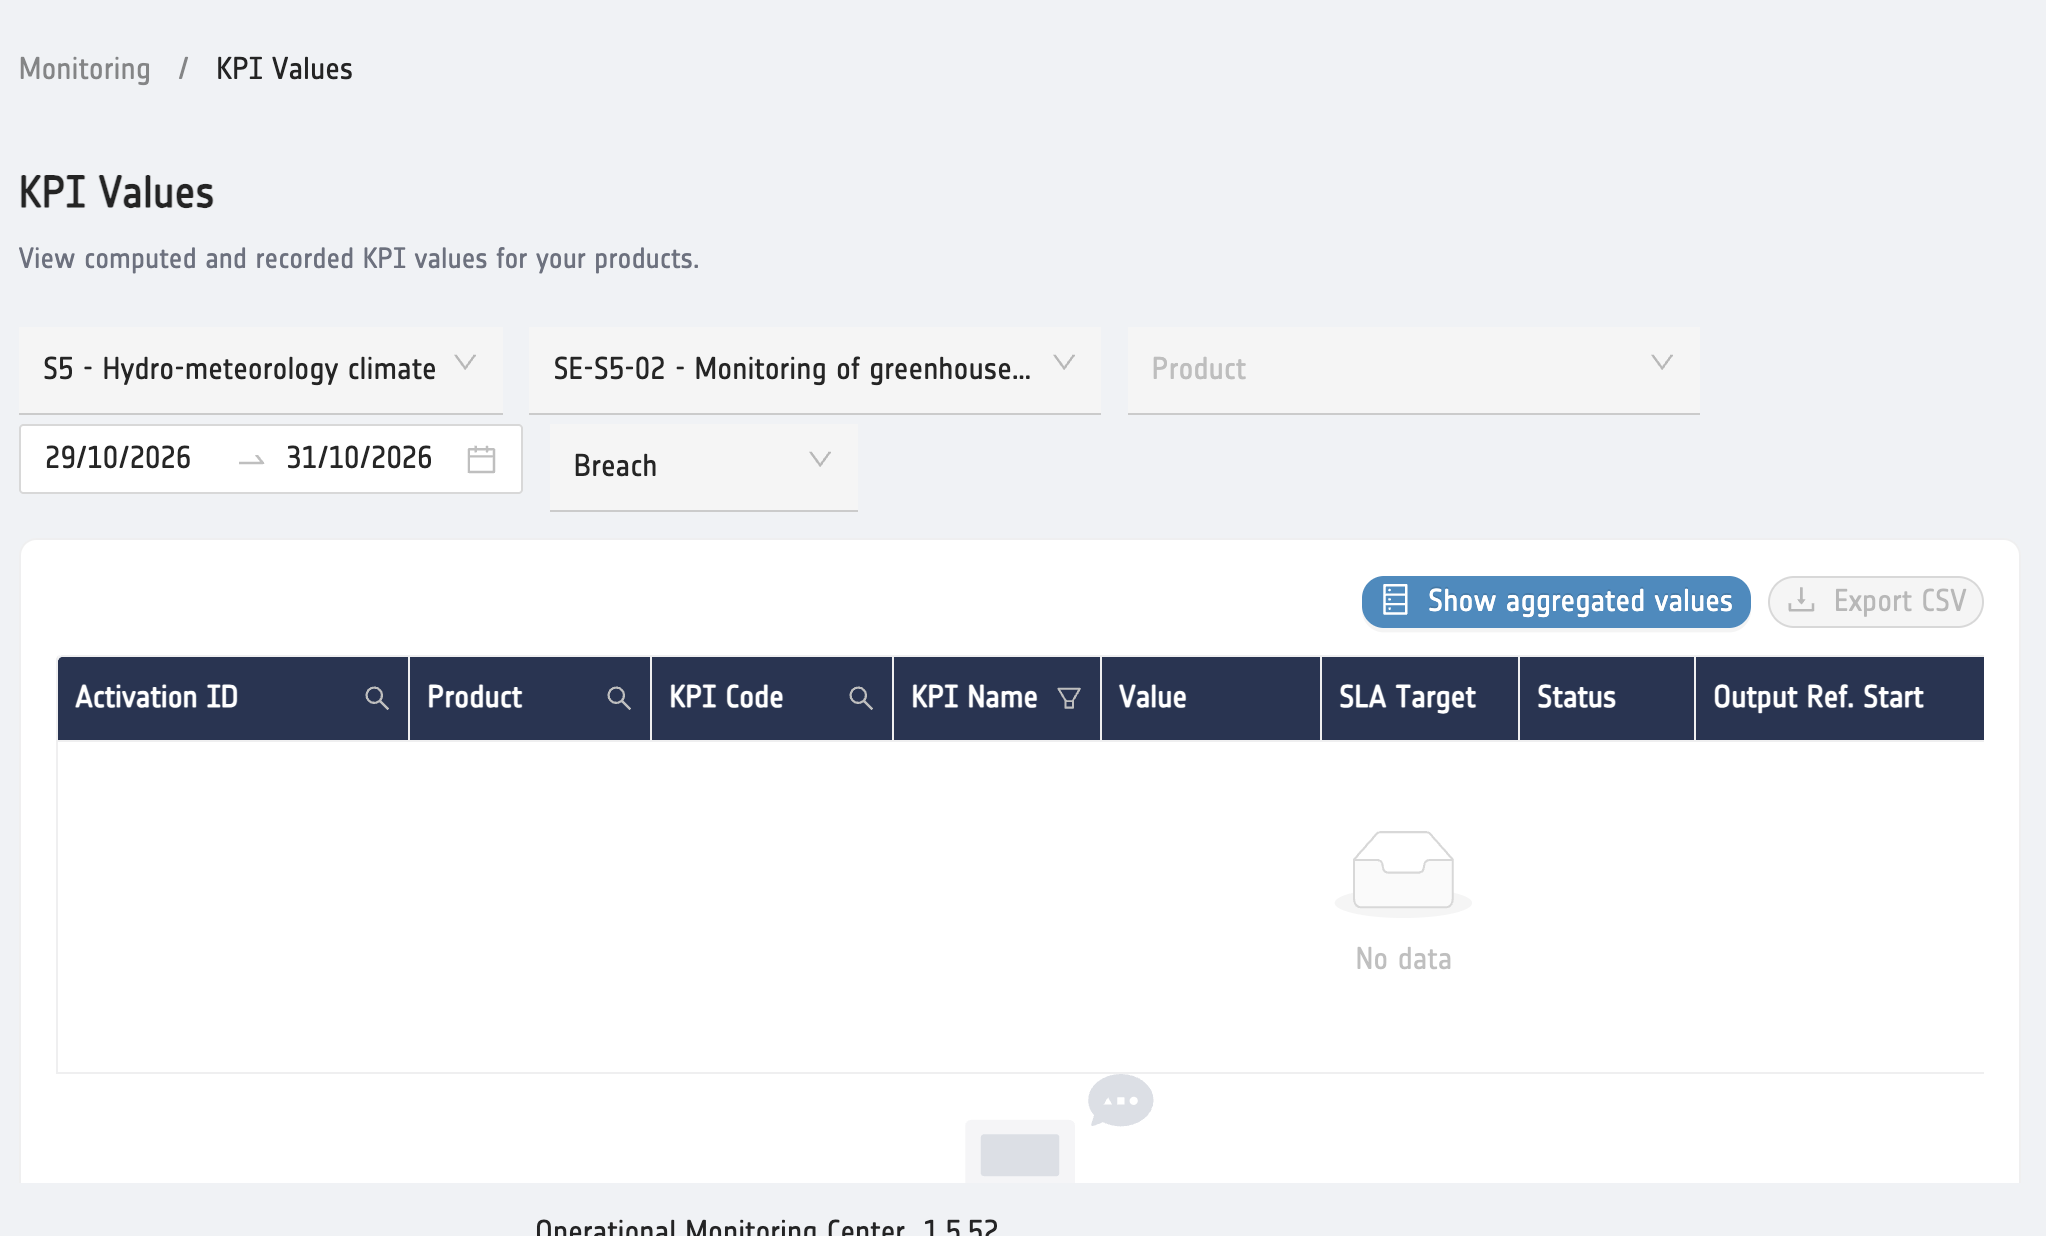 Monitoring / KPI Values
KPI Values
View computed and recorded KPI values for your products.
S5 - Hydro-meteorology climate
SE-S5-02 - Monitoring of greenhouse...
Product
29/10/2026
31/10/2026
Breach
Show aggregated values
Export CSV
Activation ID
Product
KPI Code
KPI Name
Value
SLA Target
Status
Output Ref. Start
No data
Operational Monitoring Center 1.5.52